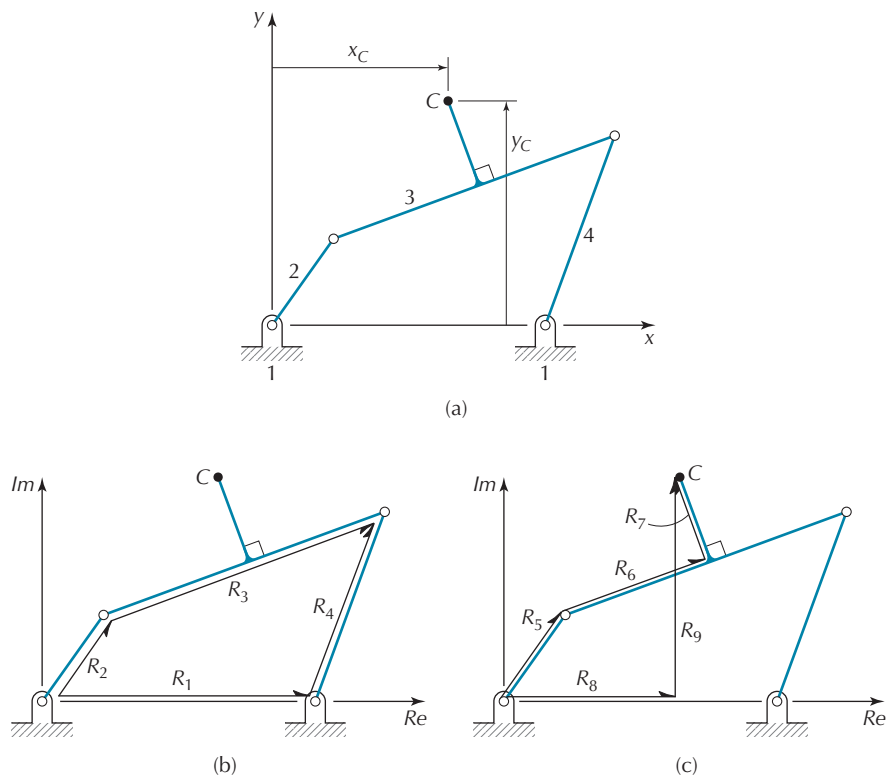 y
x_C
C
y_C
3
4
2
x
1 1
(a)
Im C
R_3
R_4
R_2
R_1
Re
(b)
Im C
R_7
R_6
R_5
R_9
R_8
Re
(c)